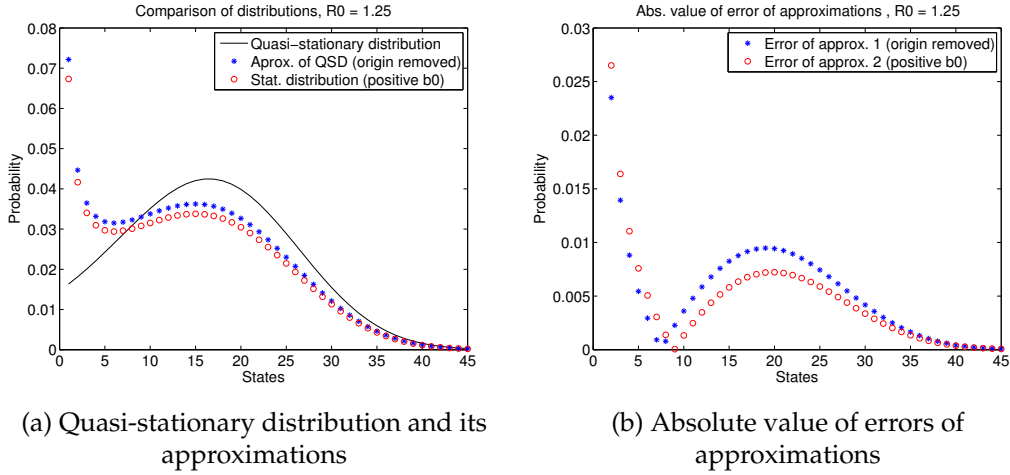 Comparison of distributions, R0 = 1.25
0.08
0.07
0.06
0.05
0.04
0.03
0.02
0.01
0
Probability
Quasi−stationary distribution
Aprox. of QSD (origin removed)
Stat. distribution (positive b0)
0 5 10 15 20 25 30 35 40 45
States
(a) Quasi-stationary distribution and its
approximations
Abs. value of error of approximations , R0 = 1.25
0.03
0.025
0.02
0.015
0.01
0.005
0
Probability
Error of approx. 1 (origin removed)
Error of approx. 2 (positive b0)
0 5 10 15 20 25 30 35 40 45
States
(b) Absolute value of errors of
approximations